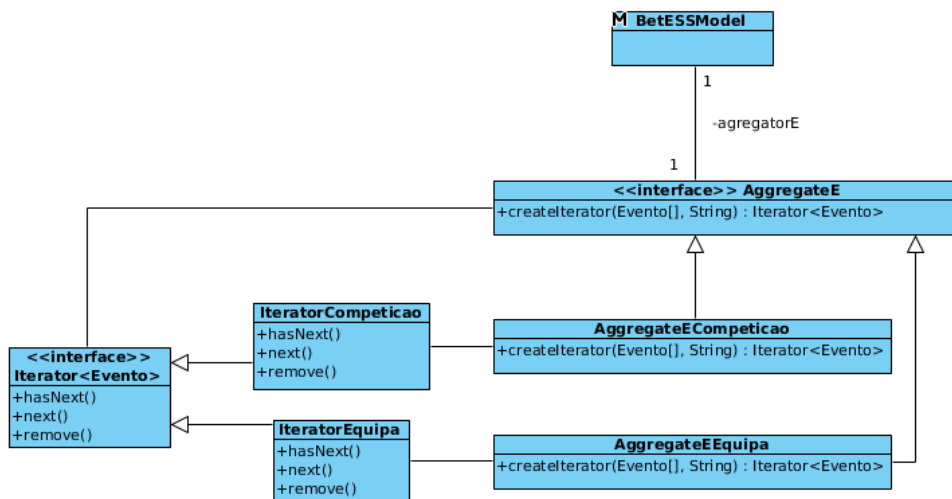 M BetESSModel
1
-agregatorE
1
<<interface>> AggregateE
+createIterator(Evento[], String) : Iterator<Evento>
IteratorCompeticao
+hasNext()
+next()
+remove()
AggregateECompeticao
+createIterator(Evento[], String) : Iterator<Evento>
<<interface>>
Iterator<Evento>
+hasNext()
+next()
+remove()
IteratorEquipa
+hasNext()
+next()
+remove()
AggregateEEquipa
+createIterator(Evento[], String) : Iterator<Evento>